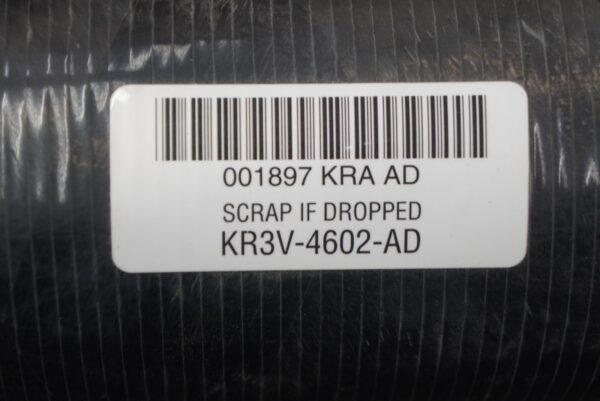 001897 KRA AD
SCRAP IF DROPPED
KR3V-4602-AD